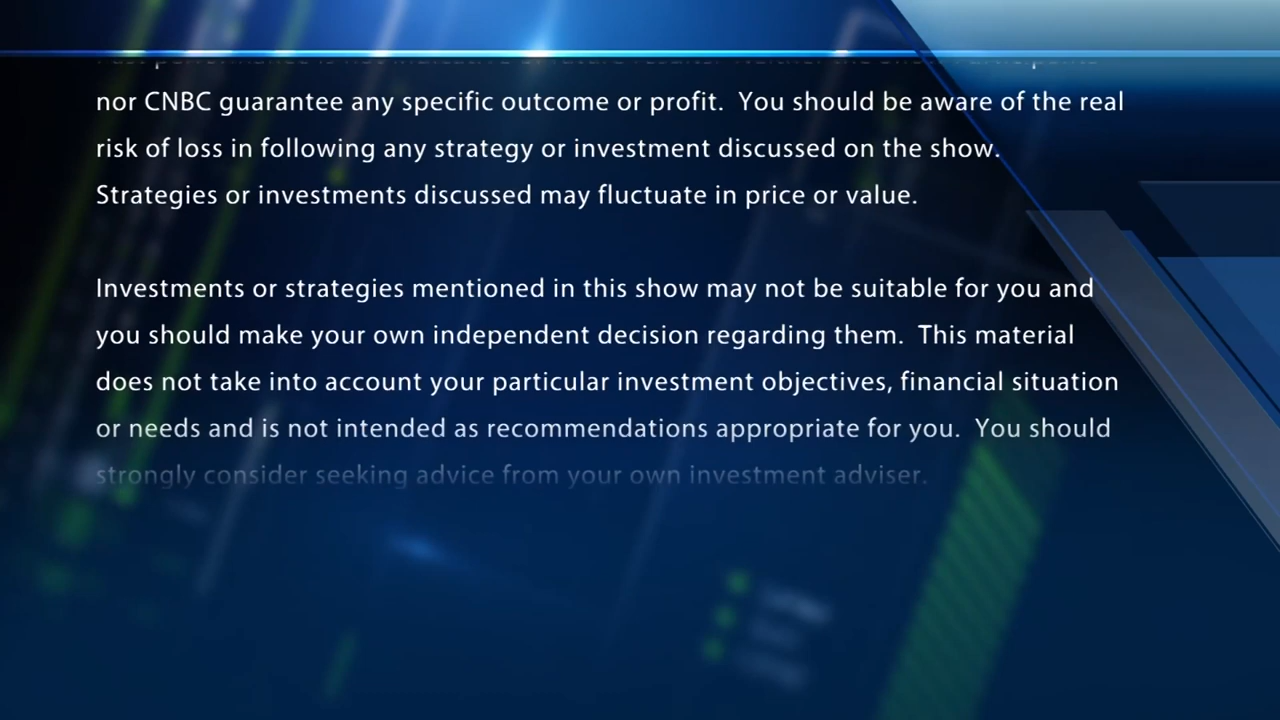 nor CNBC guarantee any specific outcome or profit.  You should be aware of the real
risk of loss in following any strategy or investment discussed on the show.
Strategies or investments discussed may fluctuate in price or value.
Investments or strategies mentioned in this show may not be suitable for you and
you should make your own independent decision regarding them.  This material
does not take into account your particular investment objectives, financial situation
or needs and is not intended as recommendations appropriate for you.  You should
strongly consider seeking advice from your own investment adviser.